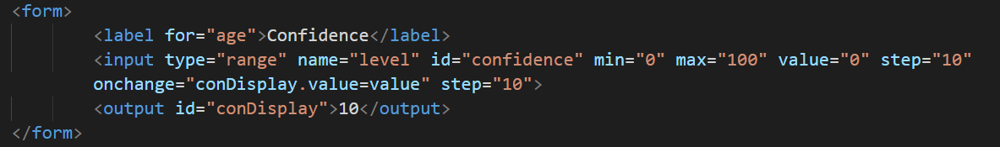 <form>
<label for="age">Confidence</label>
<input type="range" name="level" id="confidence" min="0" max="100" value="0" step="10"
onchange="conDisplay.value=value" step="10">
<output id="conDisplay">10</output>
</form>